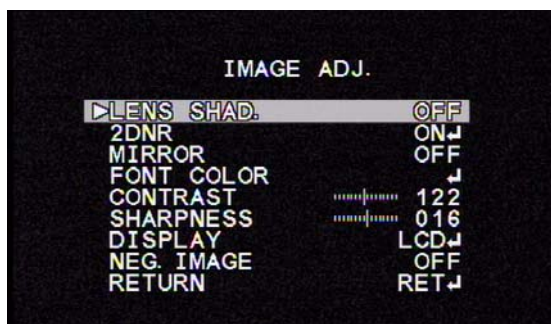 IMAGE ADJ.
▷LENS SHAD. OFF
2DNR ON↵
MIRROR OFF
FONT COLOR ↵
CONTRAST 122
SHARPNESS 016
DISPLAY LCD↵
NEG. IMAGE OFF
RETURN RET↵